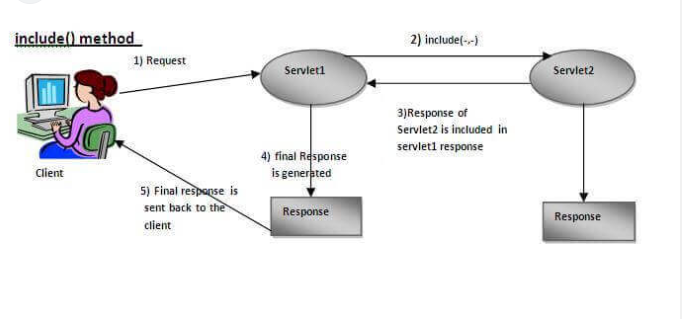 include() method
1) Request
2) include(-,-)
Servlet1
Servlet2
3)Response of
Servlet2 is included in
servlet1 response
4) final Response
is generated
Client
5) Final response is
sent back to the
client
Response
Response